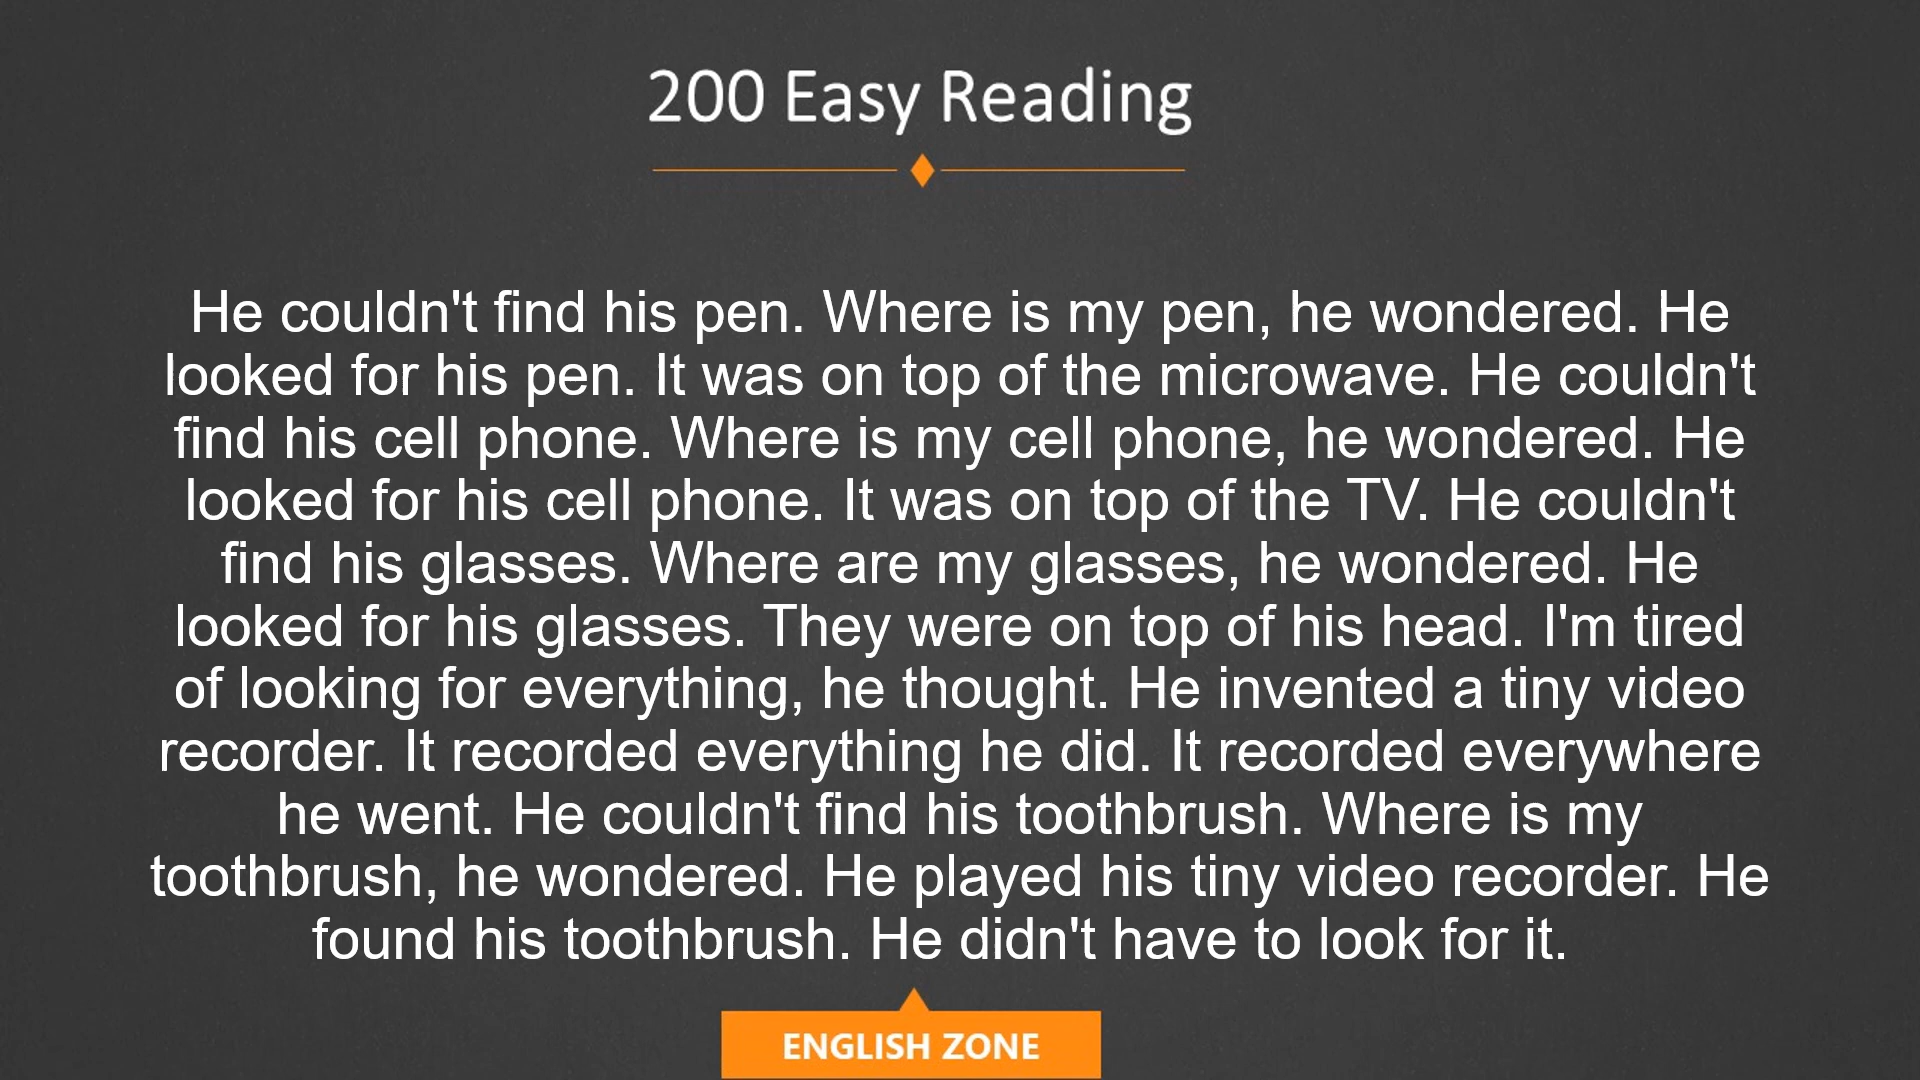 200 Easy Reading
He couldn't find his pen. Where is my pen, he wondered. He
looked for his pen. It was on top of the microwave. He couldn't
find his cell phone. Where is my cell phone, he wondered. He
looked for his cell phone. It was on top of the TV. He couldn't
find his glasses. Where are my glasses, he wondered. He
looked for his glasses. They were on top of his head. I'm tired
of looking for everything, he thought. He invented a tiny video
recorder. It recorded everything he did. It recorded everywhere
he went. He couldn't find his toothbrush. Where is my
toothbrush, he wondered. He played his tiny video recorder. He
found his toothbrush. He didn't have to look for it.
ENGLISH ZONE